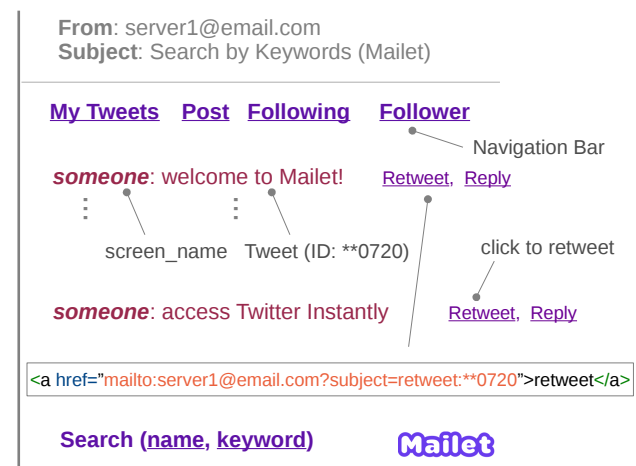 From: server1@email.com
Subject: Search by Keywords (Mailet)
My Tweets Post Following Follower
Navigation Bar
someone: welcome to Mailet! Retweet, Reply
screen_name Tweet (ID: **0720) click to retweet
someone: access Twitter Instantly Retweet, Reply
<a href=”mailto:server1@email.com?subject=retweet:**0720”>retweet</a>
Search (name, keyword) Mailet